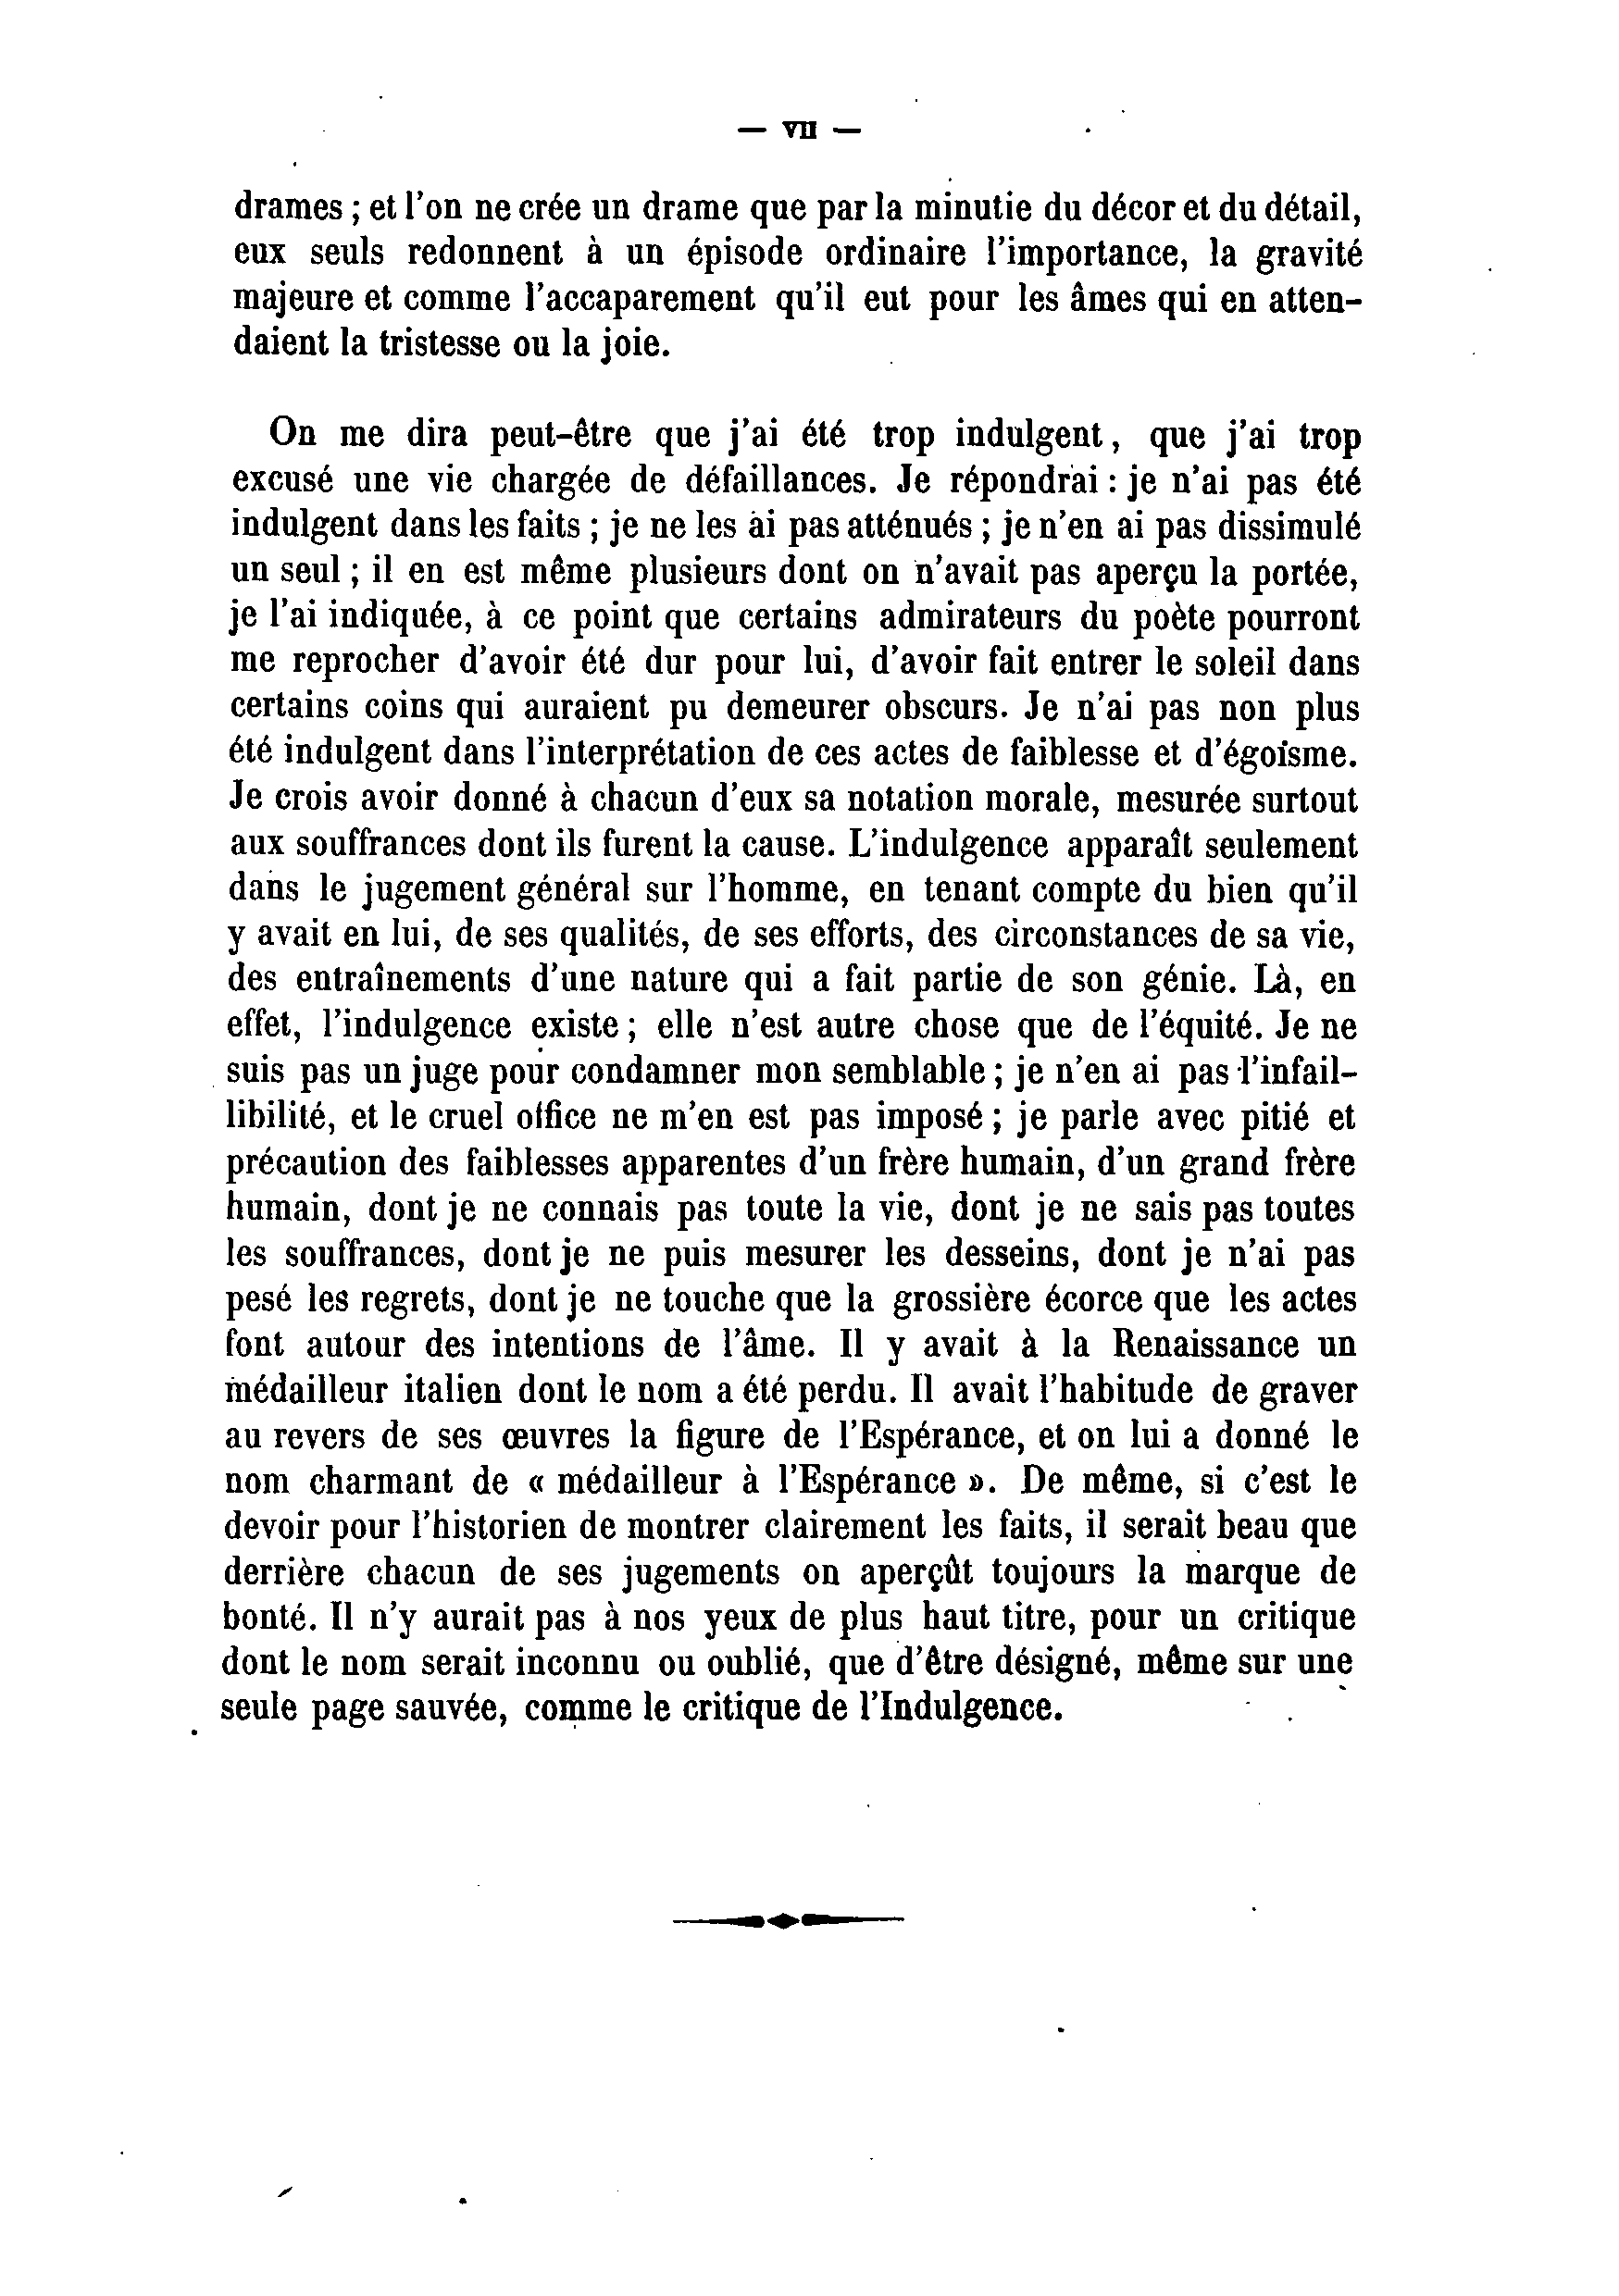 — VII —
drames ; et l'on ne crée un drame que par la minutie du décor et du détail,
eux seuls redonnent à un épisode ordinaire l'importance, la gravité
majeure et comme l'accaparement qu'il eut pour les âmes qui en atten-
daient la tristesse ou la joie.
On me dira peut-être que j'ai été trop indulgent, que j'ai trop
excusé une vie chargée de défaillances. Je répondrai : je n'ai pas été
indulgent dans les faits ; je ne les ai pas atténués ; je n'en ai pas dissimulé
un seul ; il en est même plusieurs dont on n'avait pas aperçu la portée,
je l'ai indiquée, à ce point que certains admirateurs du poète pourront
me reprocher d'avoir été dur pour lui, d'avoir fait entrer le soleil dans
certains coins qui auraient pu demeurer obscurs. Je n'ai pas non plus
été indulgent dans l'interprétation de ces actes de faiblesse et d'égoïsme.
Je crois avoir donné à chacun d'eux sa notation morale, mesurée surtout
aux souffrances dont ils furent la cause. L'indulgence apparaît seulement
dans le jugement général sur l'homme, en tenant compte du bien qu'il
y avait en lui, de ses qualités, de ses efforts, des circonstances de sa vie,
des entraînements d'une nature qui a fait partie de son génie. Là, en
effet, l'indulgence existe ; elle n'est autre chose que de l'équité. Je ne
suis pas un juge pour condamner mon semblable ; je n'en ai pas l'infail-
libilité, et le cruel office ne m'en est pas imposé ; je parle avec pitié et
précaution des faiblesses apparentes d'un frère humain, d'un grand frère
humain, dont je ne connais pas toute la vie, dont je ne sais pas toutes
les souffrances, dont je ne puis mesurer les desseins, dont je n'ai pas
pesé les regrets, dont je ne touche que la grossière écorce que les actes
font autour des intentions de l'âme. Il y avait à la Renaissance un
médailleur italien dont le nom a été perdu. Il avait l'habitude de graver
au revers de ses œuvres la figure de l'Espérance, et on lui a donné le
nom charmant de « médailleur à l'Espérance ». De même, si c'est le
devoir pour l'historien de montrer clairement les faits, il serait beau que
derrière chacun de ses jugements on aperçût toujours la marque de
bonté. Il n'y aurait pas à nos yeux de plus haut titre, pour un critique
dont le nom serait inconnu ou oublié, que d'être désigné, même sur une
seule page sauvée, comme le critique de l'Indulgence.